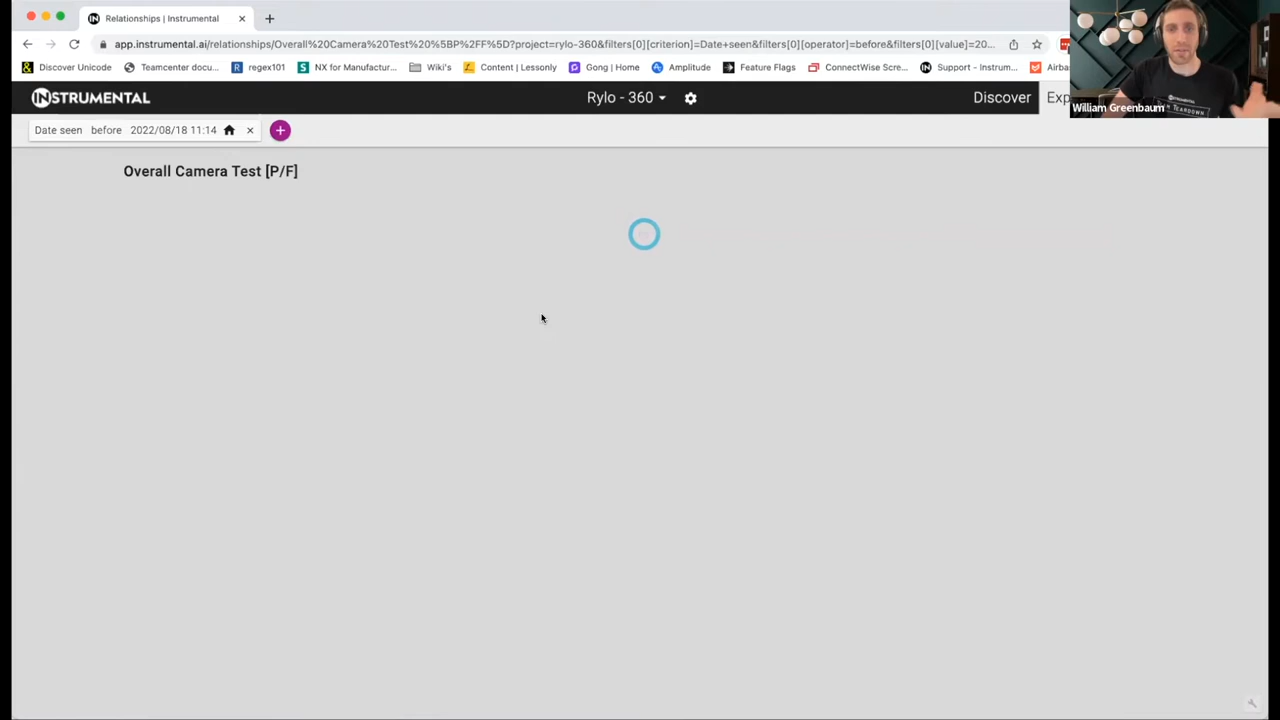 Relationships | Instrumental
app.instrumental.ai/relationships/Overall%20Camera%20Test%20%5BP%2FF%5D?project=rylo-360&filters[0][criterion]=Date+seen&filters[0][operator]=before&filters[0][value]=20...
Discover Unicode
Teamcenter docu...
regex101
NX for Manufactur...
Wiki's
Content | Lessonly
Gong | Home
Amplitude
Feature Flags
ConnectWise Scre...
Support - Instrum...
Airba
INSTRUMENTAL
Rylo - 360
Discover
Exp
William Greenbaum
Date seen before 2022/08/18 11:14
Overall Camera Test [P/F]